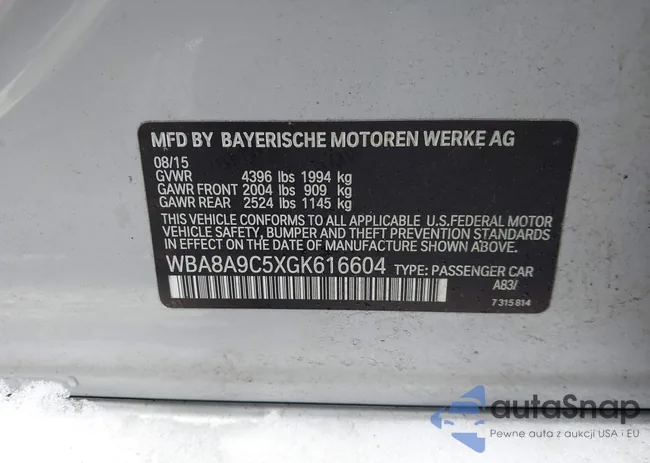 MFD BY BAYERISCHE MOTOREN WERKE AG
08/15
GVWR 4396 lbs 1994 kg
GAWR FRONT 2004 lbs 909 kg
GAWR REAR 2524 lbs 1145 kg
THIS VEHICLE CONFORMS TO ALL APPLICABLE U.S.FEDERAL MOTOR
VEHICLE SAFETY, BUMPER AND THEFT PREVENTION STANDARDS
IN EFFECT ON THE DATE OF MANUFACTURE SHOWN ABOVE.
WBA8A9C5XGK616604 TYPE: PASSENGER CAR
A83/
7 315 814
autoSnap
Pewne auta z aukcji USA i EU